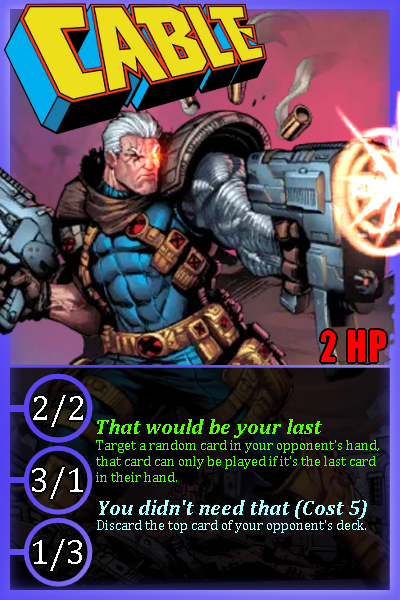 CABLE
2 HP
2/2
That would be your last
Target a random card in your opponent's hand,
that card can only be played if it's the last card
in their hand.
3/1
You didn't need that (Cost 5)
Discard the top card of your opponent's deck.
1/3